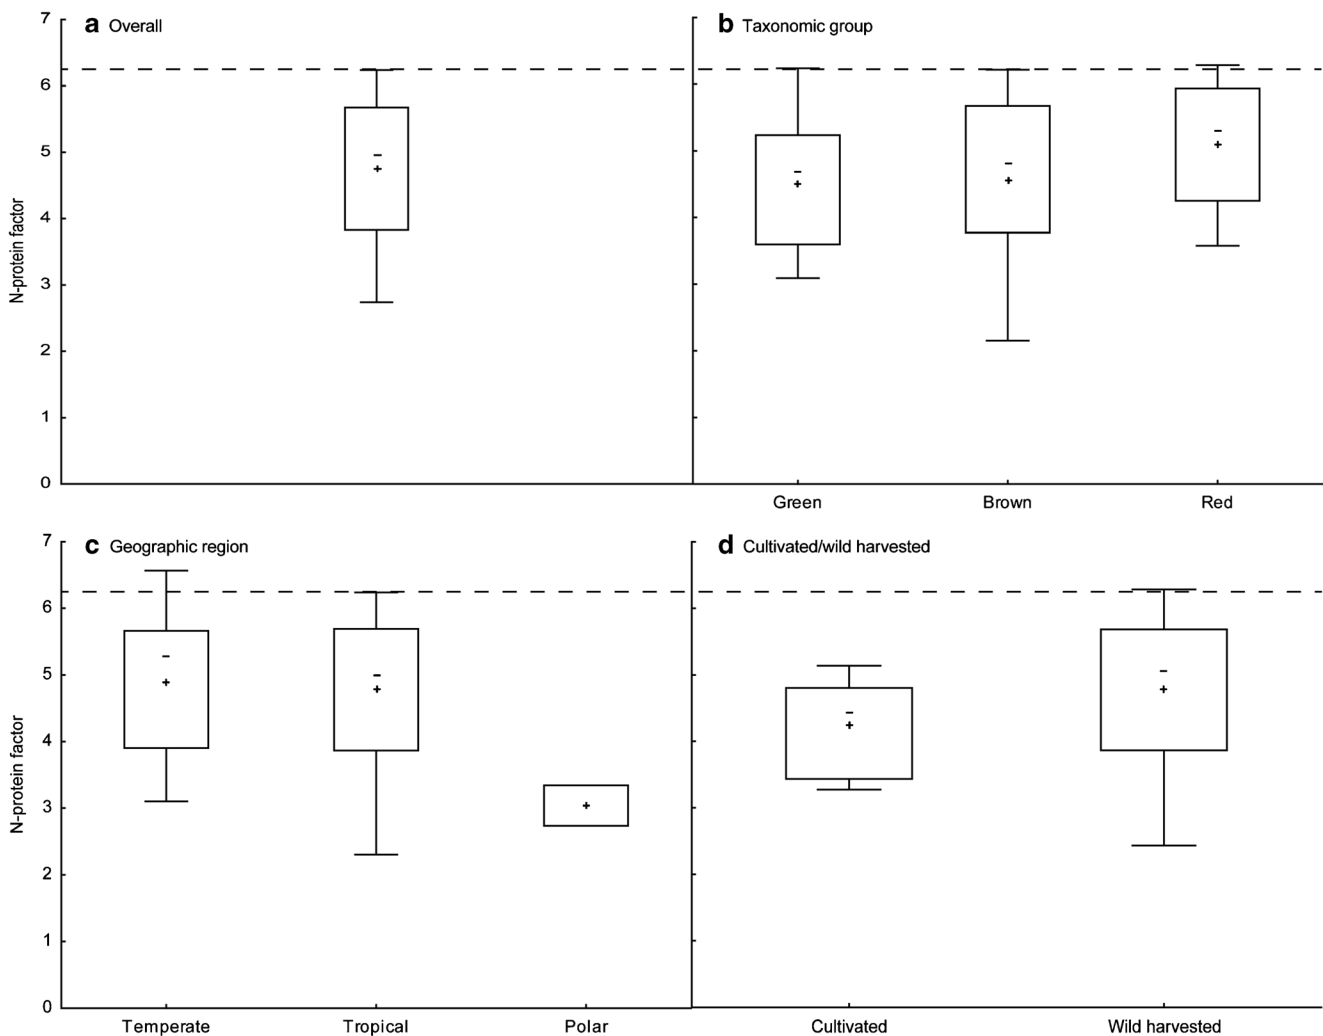 a Overall
b Taxonomic group
7
6
5
4
3
2
1
0
N-protein factor
Green Brown Red
c Geographic region
d Cultivated/wild harvested
7
6
5
4
3
2
1
0
N-protein factor
Temperate Tropical Polar Cultivated Wild harvested